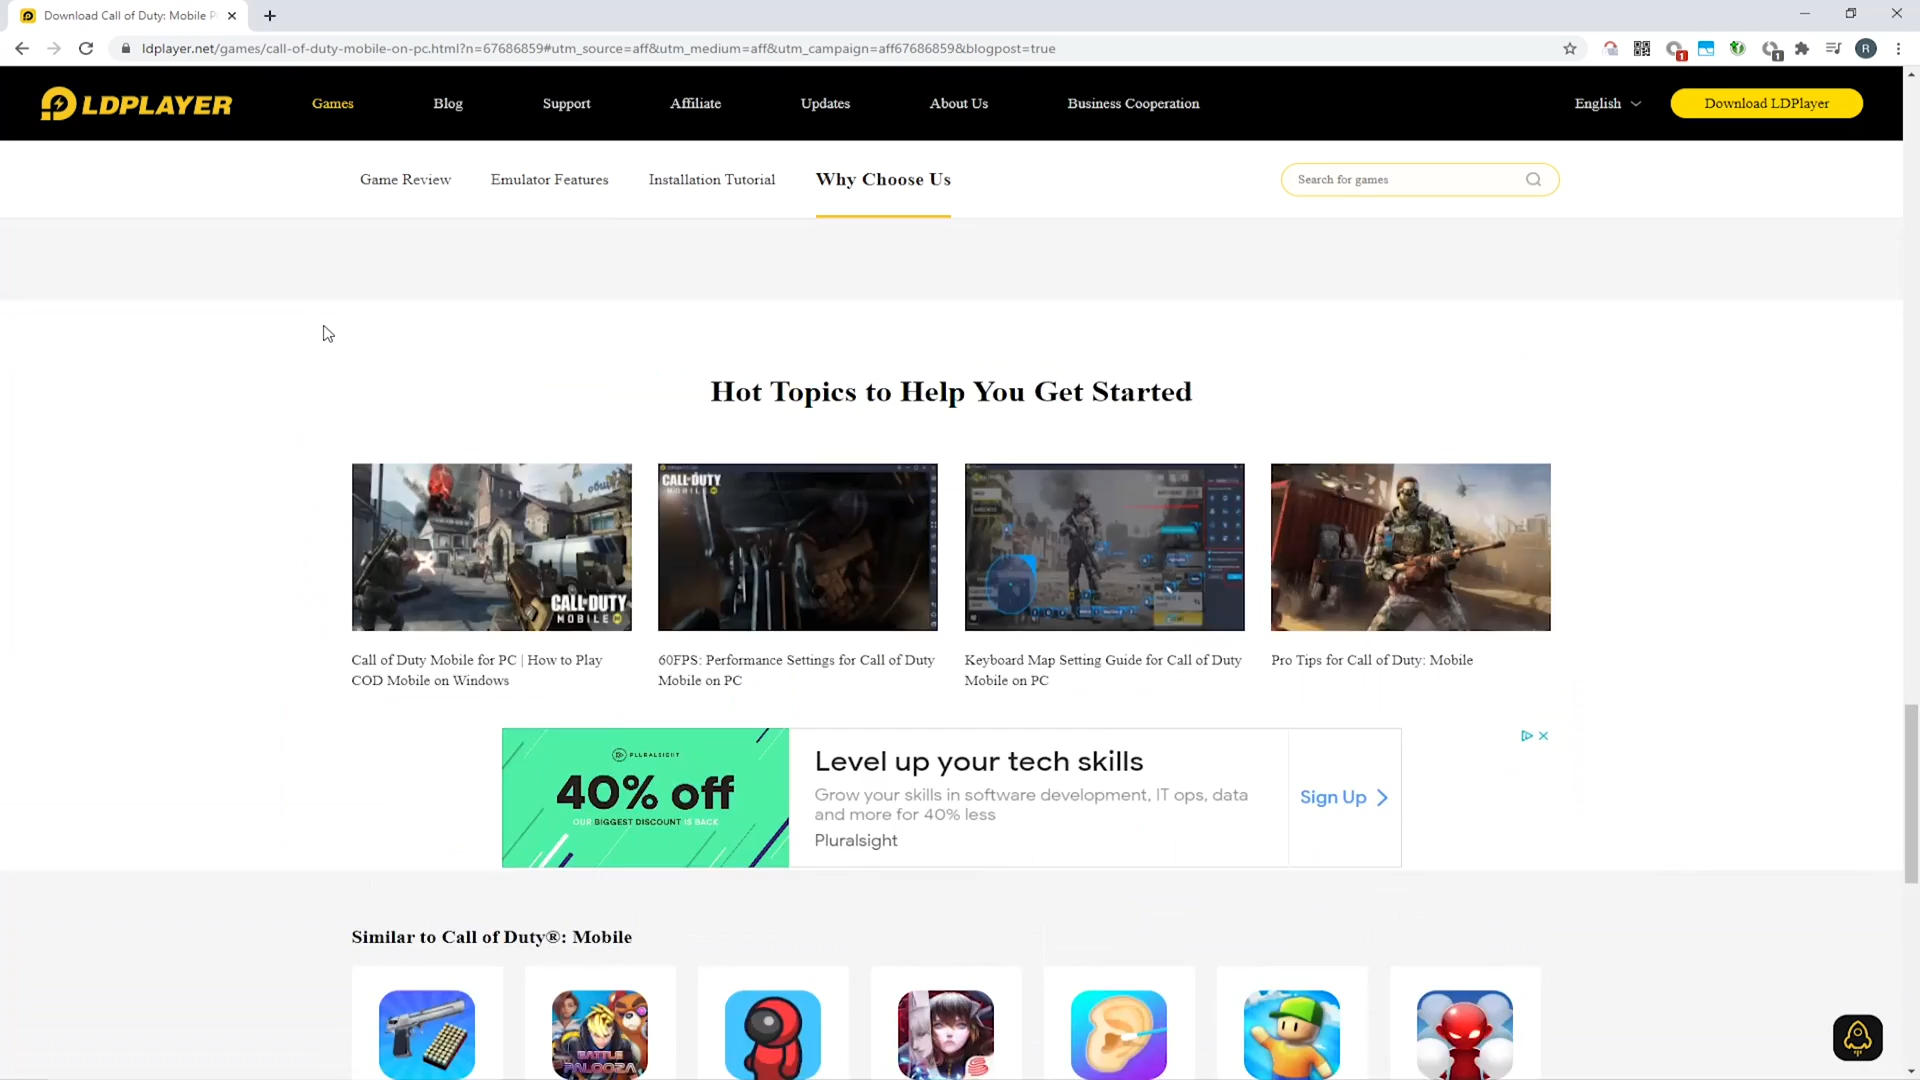 Download Call of Duty: Mobile P
ldplayer.net/games/call-of-duty-mobile-on-pc.html?n=67686859#utm_source=aff&utm_medium=aff&utm_campaign=aff67686859&blogpost=true
1
1
R
LDPLAYER
Games
Blog
Support
Affiliate
Updates
About Us
Business Cooperation
English
Download LDPlayer
Game Review
Emulator Features
Installation Tutorial
Why Choose Us
Search for games
Hot Topics to Help You Get Started
CALL OF DUTY
MOBILE
CALL OF DUTY
MOBILE
Call of Duty Mobile for PC | How to Play
COD Mobile on Windows
60FPS: Performance Settings for Call of Duty
Mobile on PC
Keyboard Map Setting Guide for Call of Duty
Mobile on PC
Pro Tips for Call of Duty: Mobile
PLURALSIGHT
40% off
OUR BIGGEST DISCOUNT IS BACK
Level up your tech skills
Grow your skills in software development, IT ops, data
and more for 40% less
Pluralsight
Sign Up
Similar to Call of Duty®: Mobile
BATTLE
PALOOZA